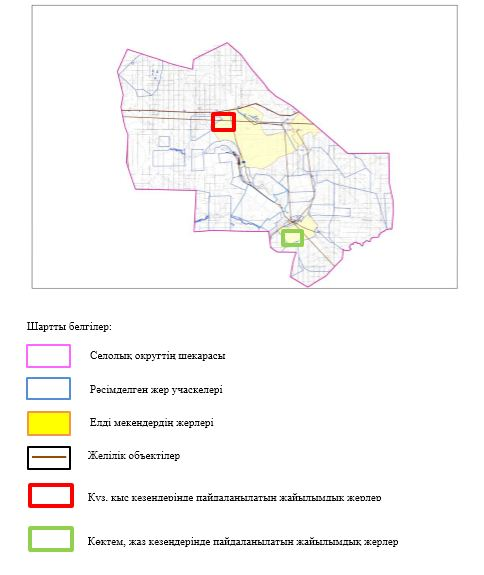 Шартты белгілер:
Селолық округтің шекарасы
Рәсімделген жер учаскелері
Елді мекендердің жерлері
Желілік объектілер
Күз, қыс кезеңдерінде пайдаланылатын жайылымдық жерлер
Көктем, жаз кезеңдерінде пайдаланылатын жайылымдық жерлер